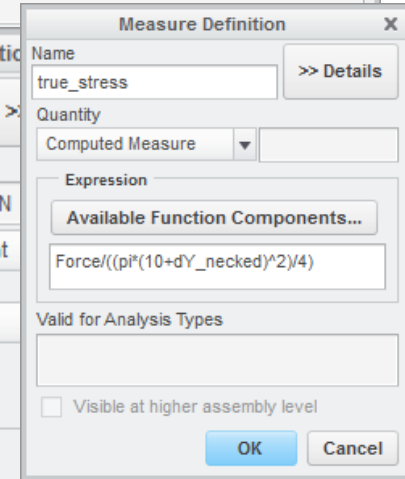 Measure Definition
X
tic
Name
true_stress
>> Details
>
Quantity
Computed Measure
N
Expression
Available Function Components...
t
Force/((pi*(10+dY_necked)^2)/4)
Valid for Analysis Types
Visible at higher assembly level
OK
Cancel